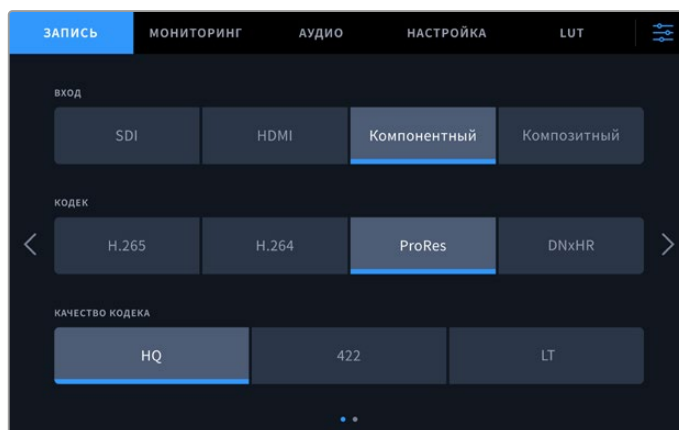 ЗАПИСЬ МОНИТОРИНГ АУДИО НАСТРОЙКА LUT
ВХОД
SDI HDMI Компонентный Композитный
КОДЕК
H.265 H.264 ProRes DNxHR
КАЧЕСТВО КОДЕКА
HQ 422 LT